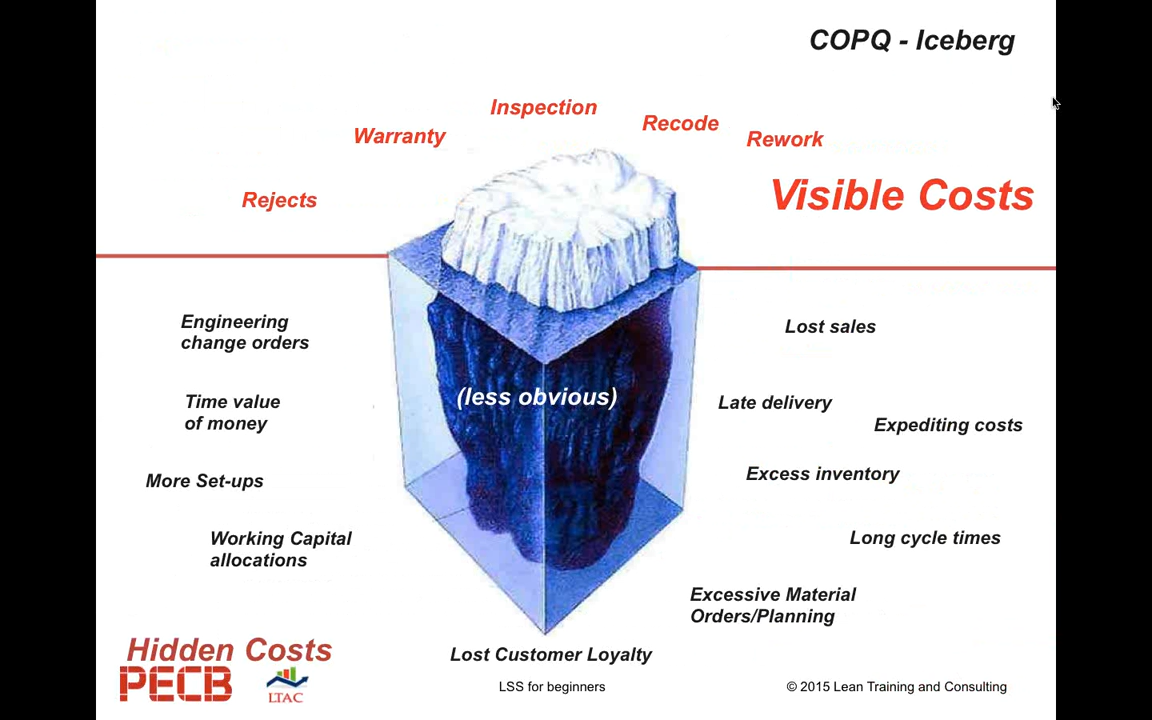 COPQ - Iceberg
Inspection
Recode
Warranty
Rework
Visible Costs
Rejects
Engineering
change orders
Lost sales
(less obvious)
Time value
of money
Late delivery
Expediting costs
More Set-ups
Excess inventory
Working Capital
allocations
Long cycle times
Excessive Material
Orders/Planning
Hidden Costs
Lost Customer Loyalty
PECB
LTAC
LSS for beginners
© 2015 Lean Training and Consulting